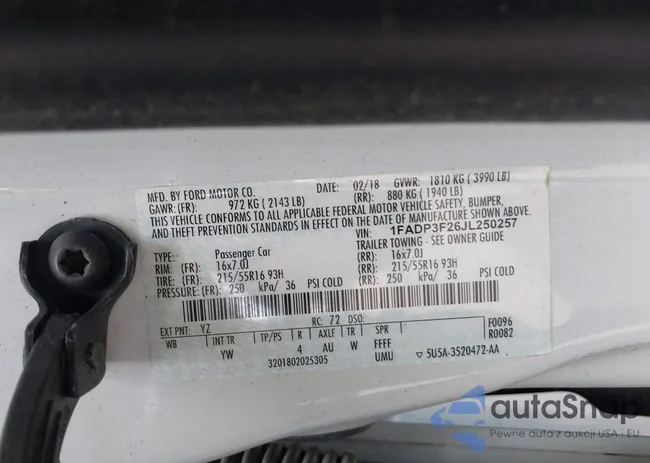 MFD. BY FORD MOTOR CO. DATE: 02/18 GVWR: 1810 KG ( 3990 LB)
GAWR: (FR): 972 KG ( 2143 LB) (RR): 880 KG ( 1940 LB)
THIS VEHICLE CONFORMS TO ALL APPLICABLE FEDERAL MOTOR VEHICLE SAFETY, BUMPER,
AND THEFT PREVENTION STANDARDS IN EFFECT ON THE DATE OF MANUFACTURE SHOWN ABOVE.
VIN: 1FADP3F26JL250257
TYPE: Passenger Car TRAILER TOWING - SEE OWNER GUIDE
RIM: (FR) 16x7.0J (RR): 16x7.0J
TIRE: (FR) 215/55R16 93H (RR): 215/55R16 93H
PRESSURE: (FR) 250 kPa/ 36 PSI COLD (RR): 250 kPa/ 36 PSI COLD
EXT PNT: YZ RC: 72 DSO: F0096
WB INT TR TP/PS R AXLE TR SPR R0082
YW 4 AU W FFFF
3201802025305 UMU ▽ 5U5A-3520472-AA
autaSnap
Pewne auta z aukcji USA i EU